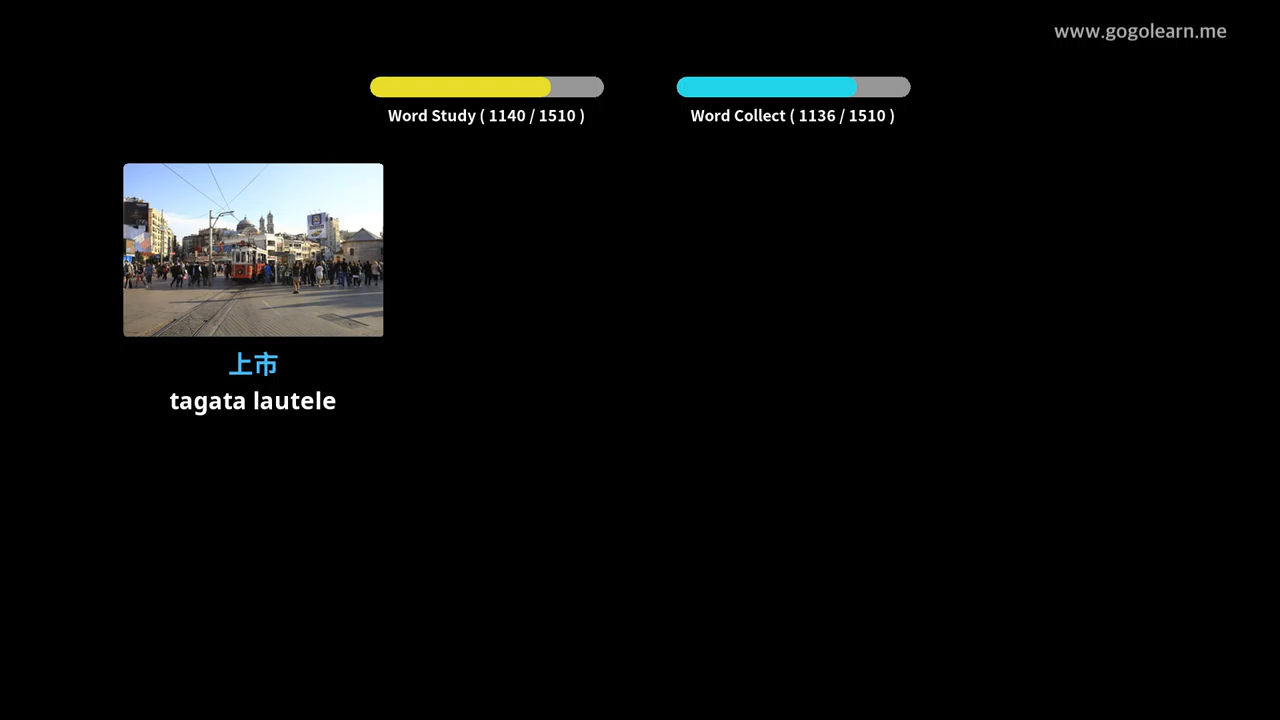 www.gogolearn.me
Word Study ( 1140 / 1510 )
Word Collect ( 1136 / 1510 )
上市
tagata lautele